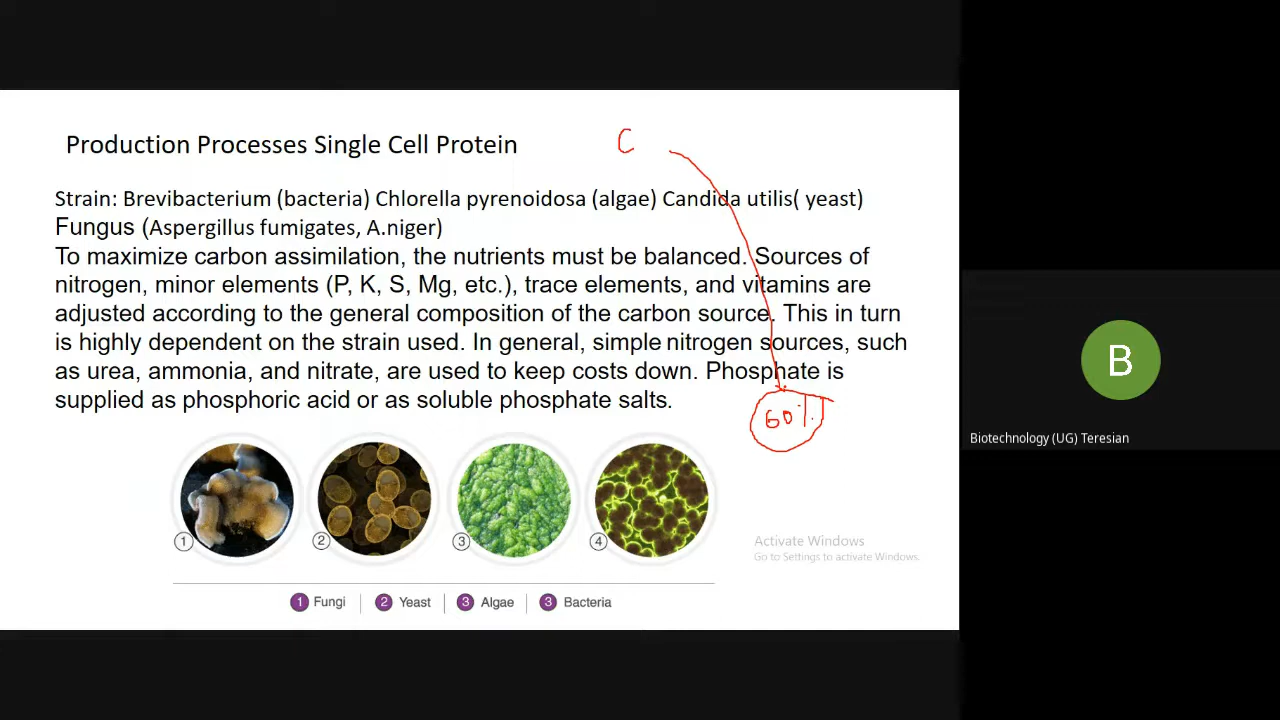 Production Processes Single Cell Protein
C
Strain: Brevibacterium (bacteria) Chlorella pyrenoidosa (algae) Candida utilis( yeast)
Fungus (Aspergillus fumigates, A.niger)
To maximize carbon assimilation, the nutrients must be balanced. Sources of
nitrogen, minor elements (P, K, S, Mg, etc.), trace elements, and vitamins are
adjusted according to the general composition of the carbon source. This in turn
is highly dependent on the strain used. In general, simple nitrogen sources, such
as urea, ammonia, and nitrate, are used to keep costs down. Phosphate is
supplied as phosphoric acid or as soluble phosphate salts.
60%
1 2 3 4
1 Fungi 2 Yeast 3 Algae 3 Bacteria
Activate Windows
Go to Settings to activate Windows.
B
Biotechnology (UG) Teresian